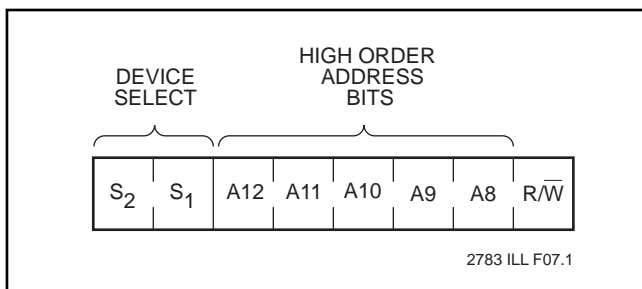 HIGH ORDER
ADDRESS
BITS
DEVICE
SELECT
S₂ S₁ A12 A11 A10 A9 A8 R/W̅
2783 ILL F07.1